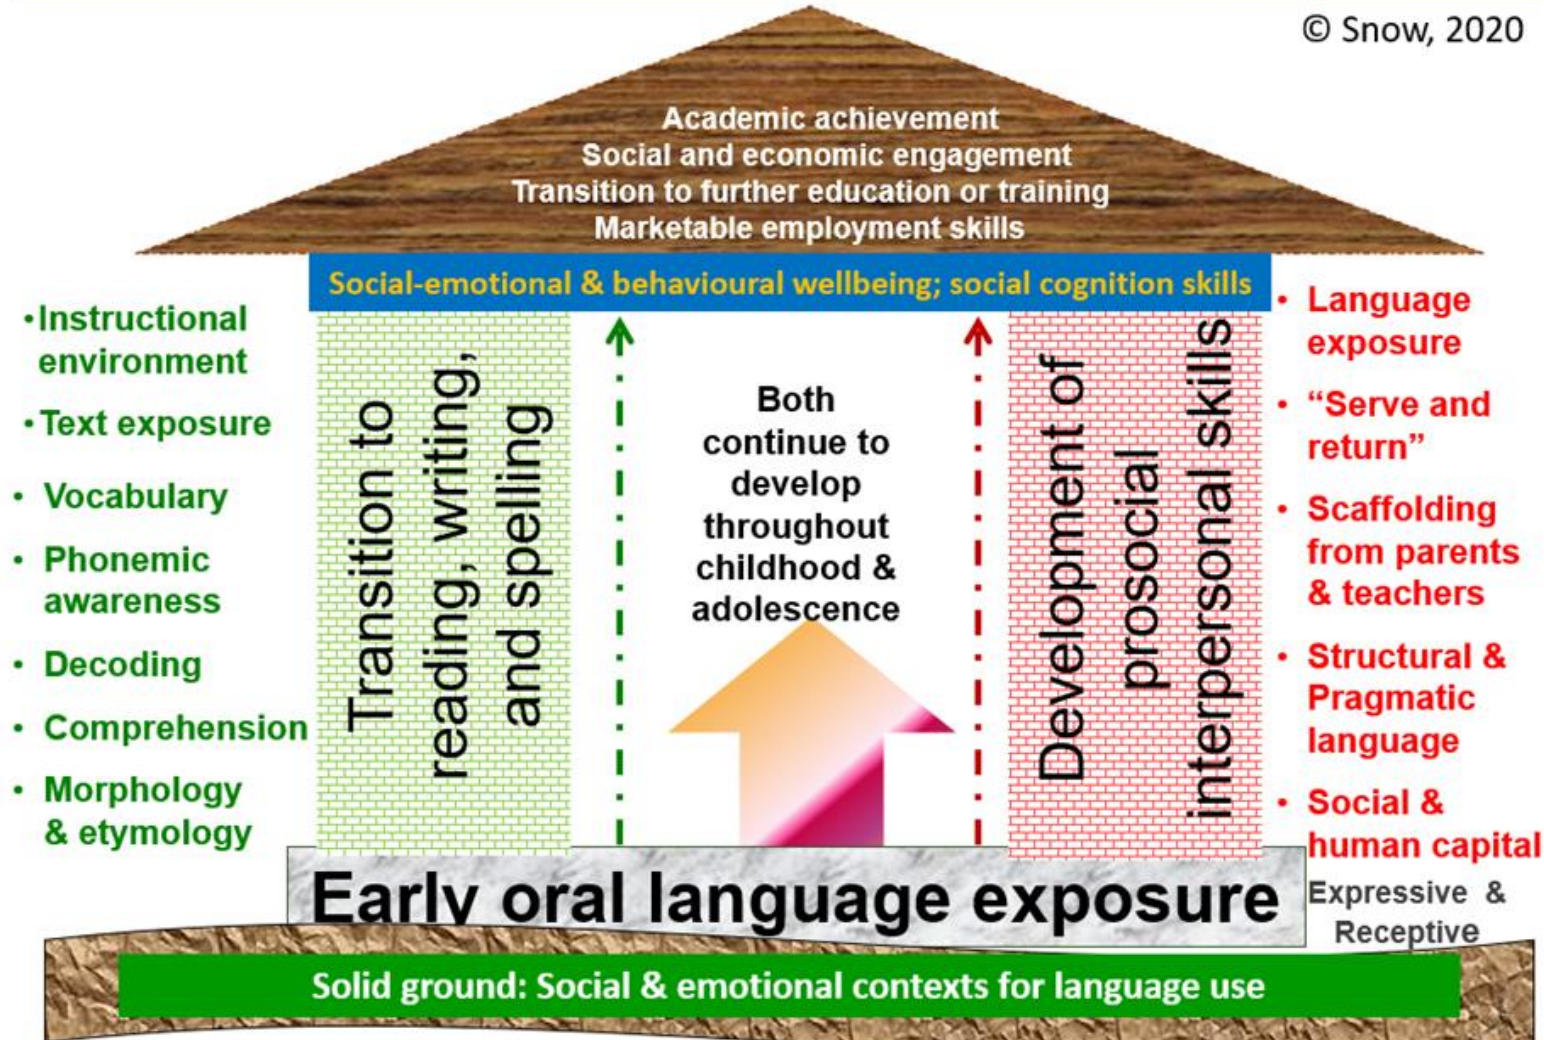 © Snow, 2020
Academic achievement
Social and economic engagement
Transition to further education or training
Marketable employment skills
Social-emotional & behavioural wellbeing; social cognition skills
•Instructional
environment
•Text exposure
• Vocabulary
• Phonemic
awareness
• Decoding
• Comprehension
• Morphology
& etymology
Transition to
reading, writing,
and spelling
Both
continue to
develop
throughout
childhood &
adolescence
Development of
prosocial
interpersonal skills
• Language
exposure
• “Serve and
return”
• Scaffolding
from parents
& teachers
• Structural &
Pragmatic
language
• Social &
human capital
Early oral language exposure
Expressive &
Receptive
Solid ground: Social & emotional contexts for language use